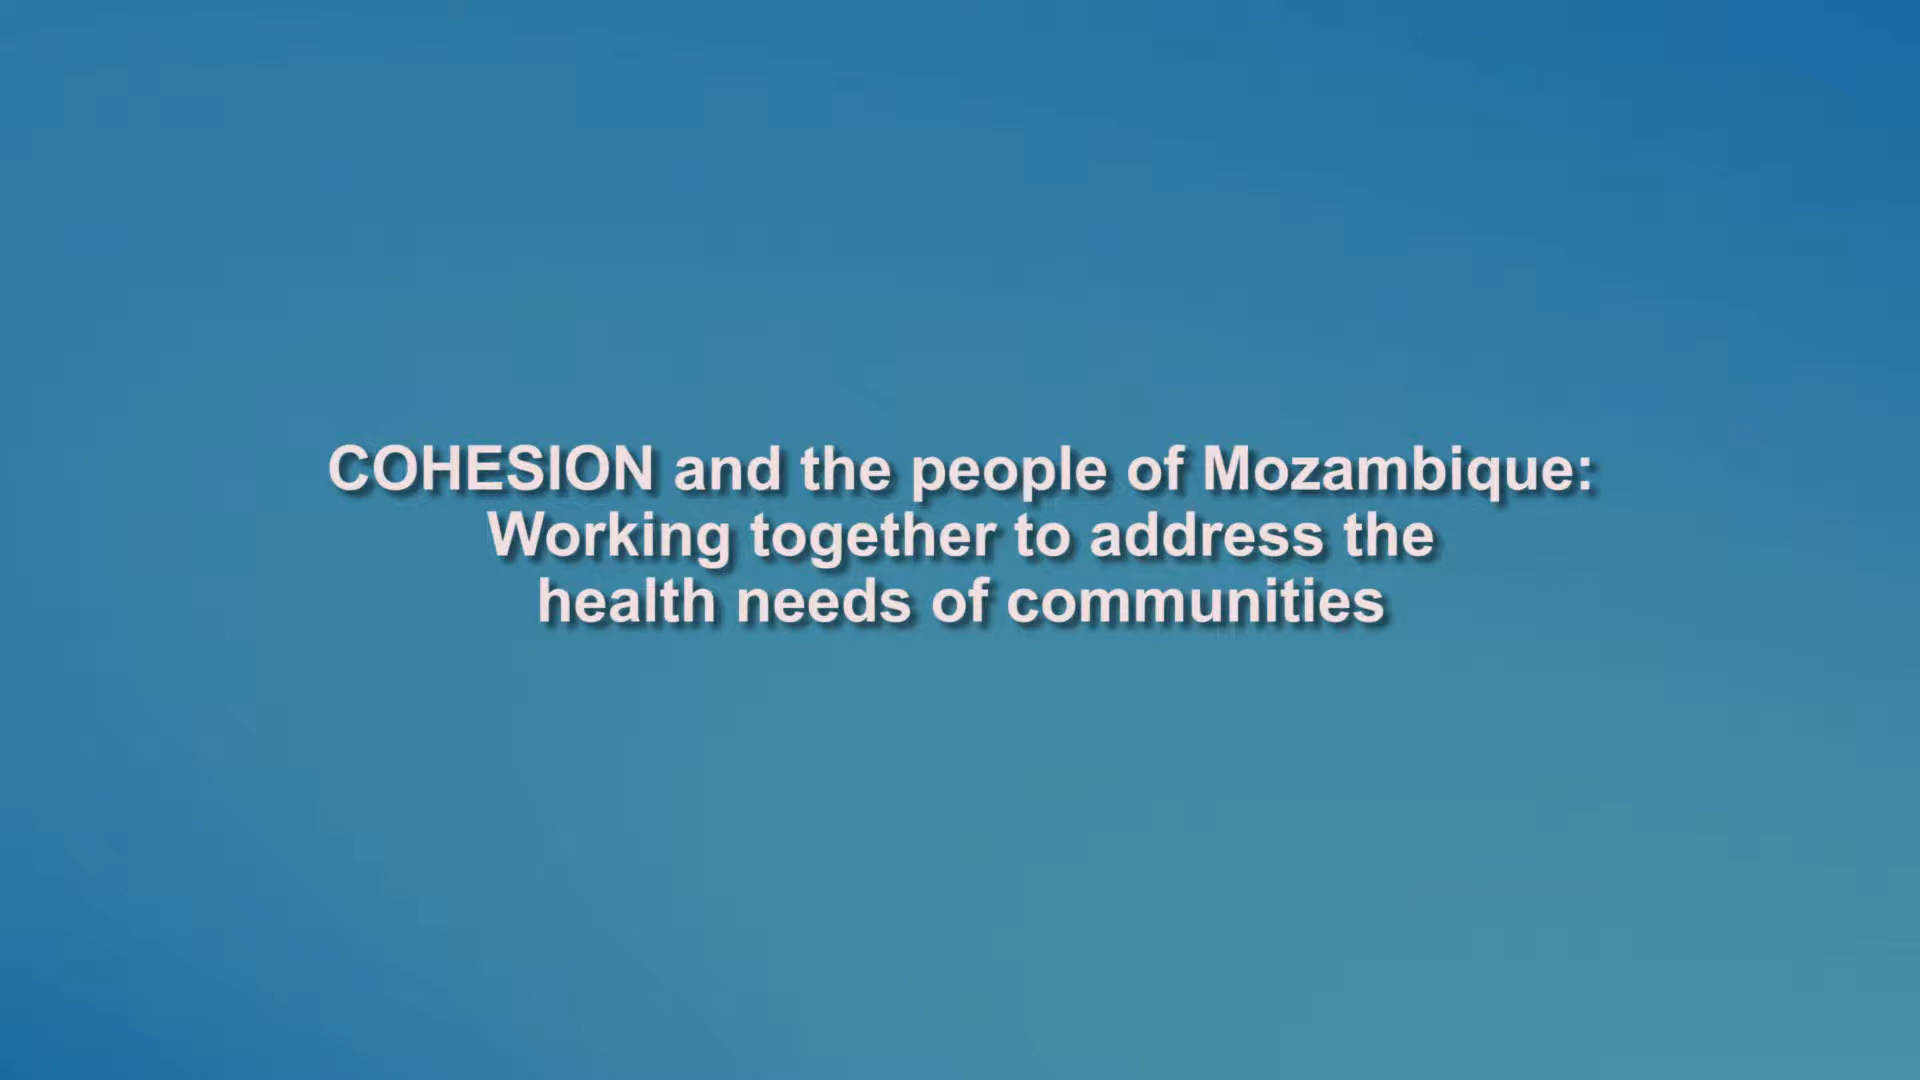 COHESION and the people of Mozambique:
Working together to address the
health needs of communities